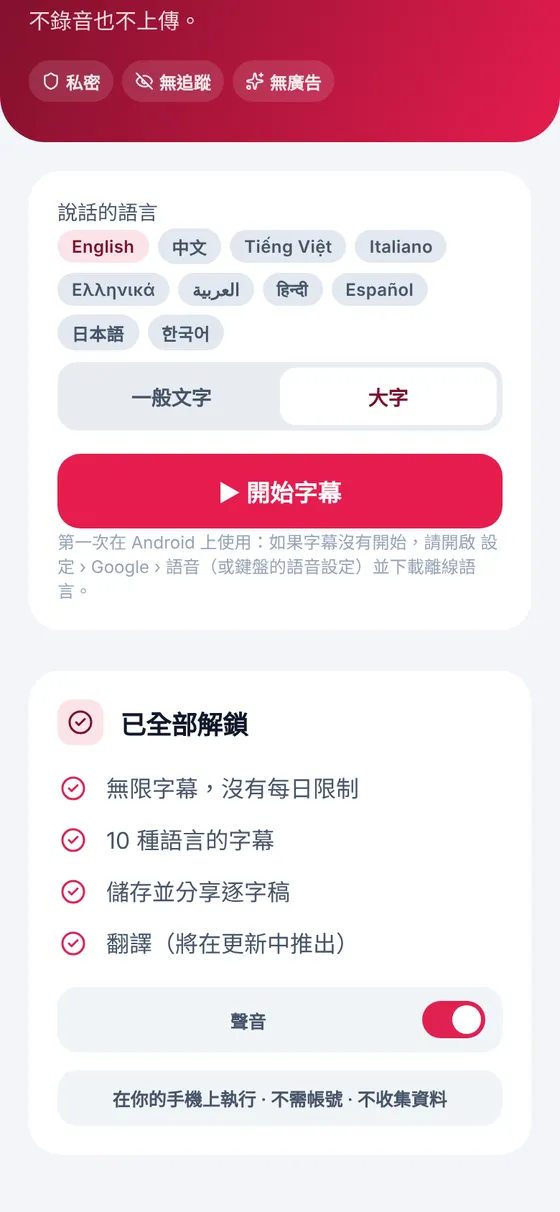 不錄音也不上傳。
私密 無追蹤 無廣告
說話的語言
English 中文 Tiếng Việt Italiano
Ελληνικά العربية हिन्दी Español
日本語 한국어
一般文字 大字
▶ 開始字幕
第一次在 Android 上使用：如果字幕沒有開始，請開啟 設
定 › Google › 語音（或鍵盤的語音設定）並下載離線語
言。
已全部解鎖
無限字幕，沒有每日限制
10 種語言的字幕
儲存並分享逐字稿
翻譯（將在更新中推出）
聲音
在你的手機上執行 · 不需帳號 · 不收集資料